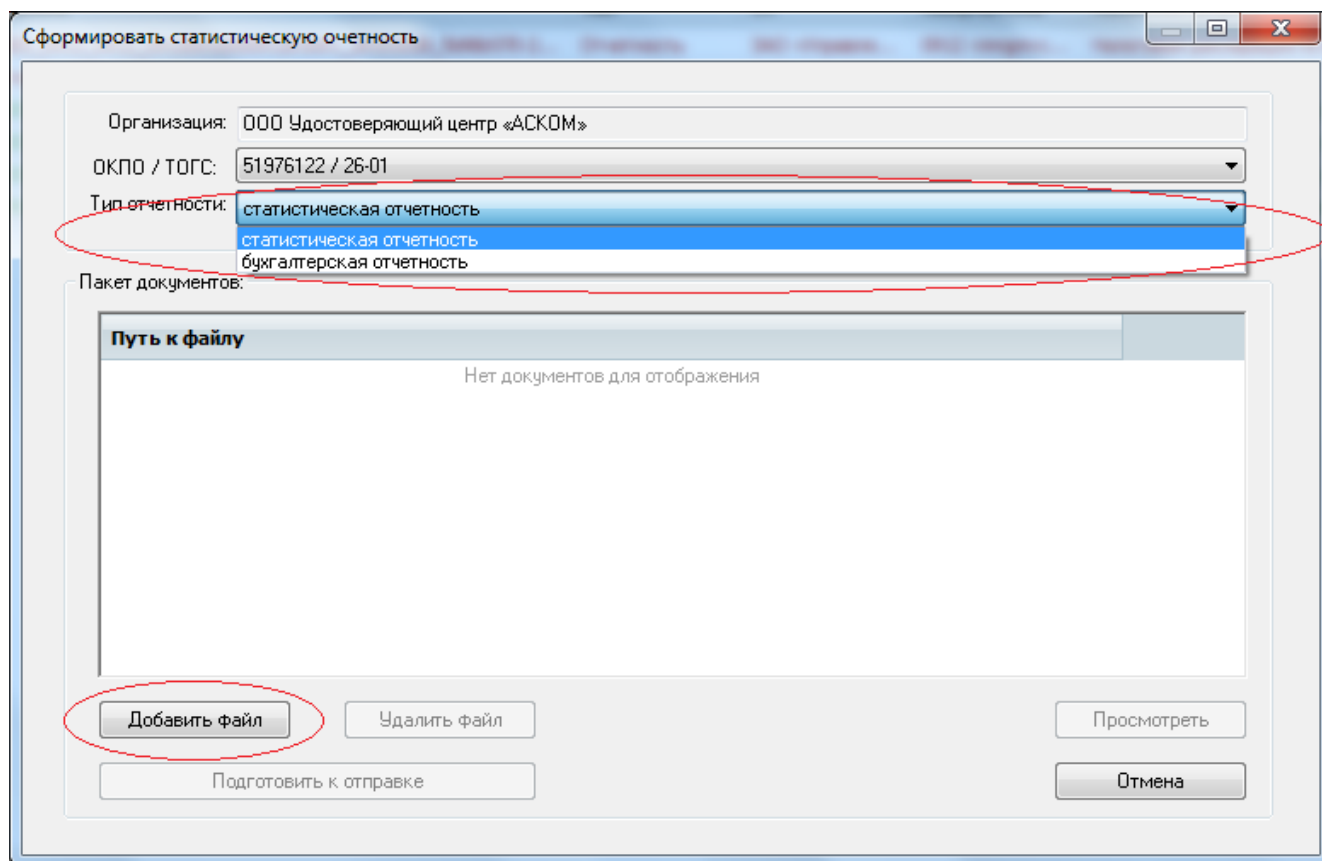 Сформировать статистическую очетность
Организация: ООО Удостоверяющий центр «АСКОМ»
ОКПО / ТОГС: 51976122 / 26-01
Тип отчетности: статистическая отчетность
статистическая отчетность
бухгалтерская отчетность
Пакет документов:
Путь к файлу
Нет документов для отображения
Добавить файл Удалить файл Просмотреть
Подготовить к отправке Отмена